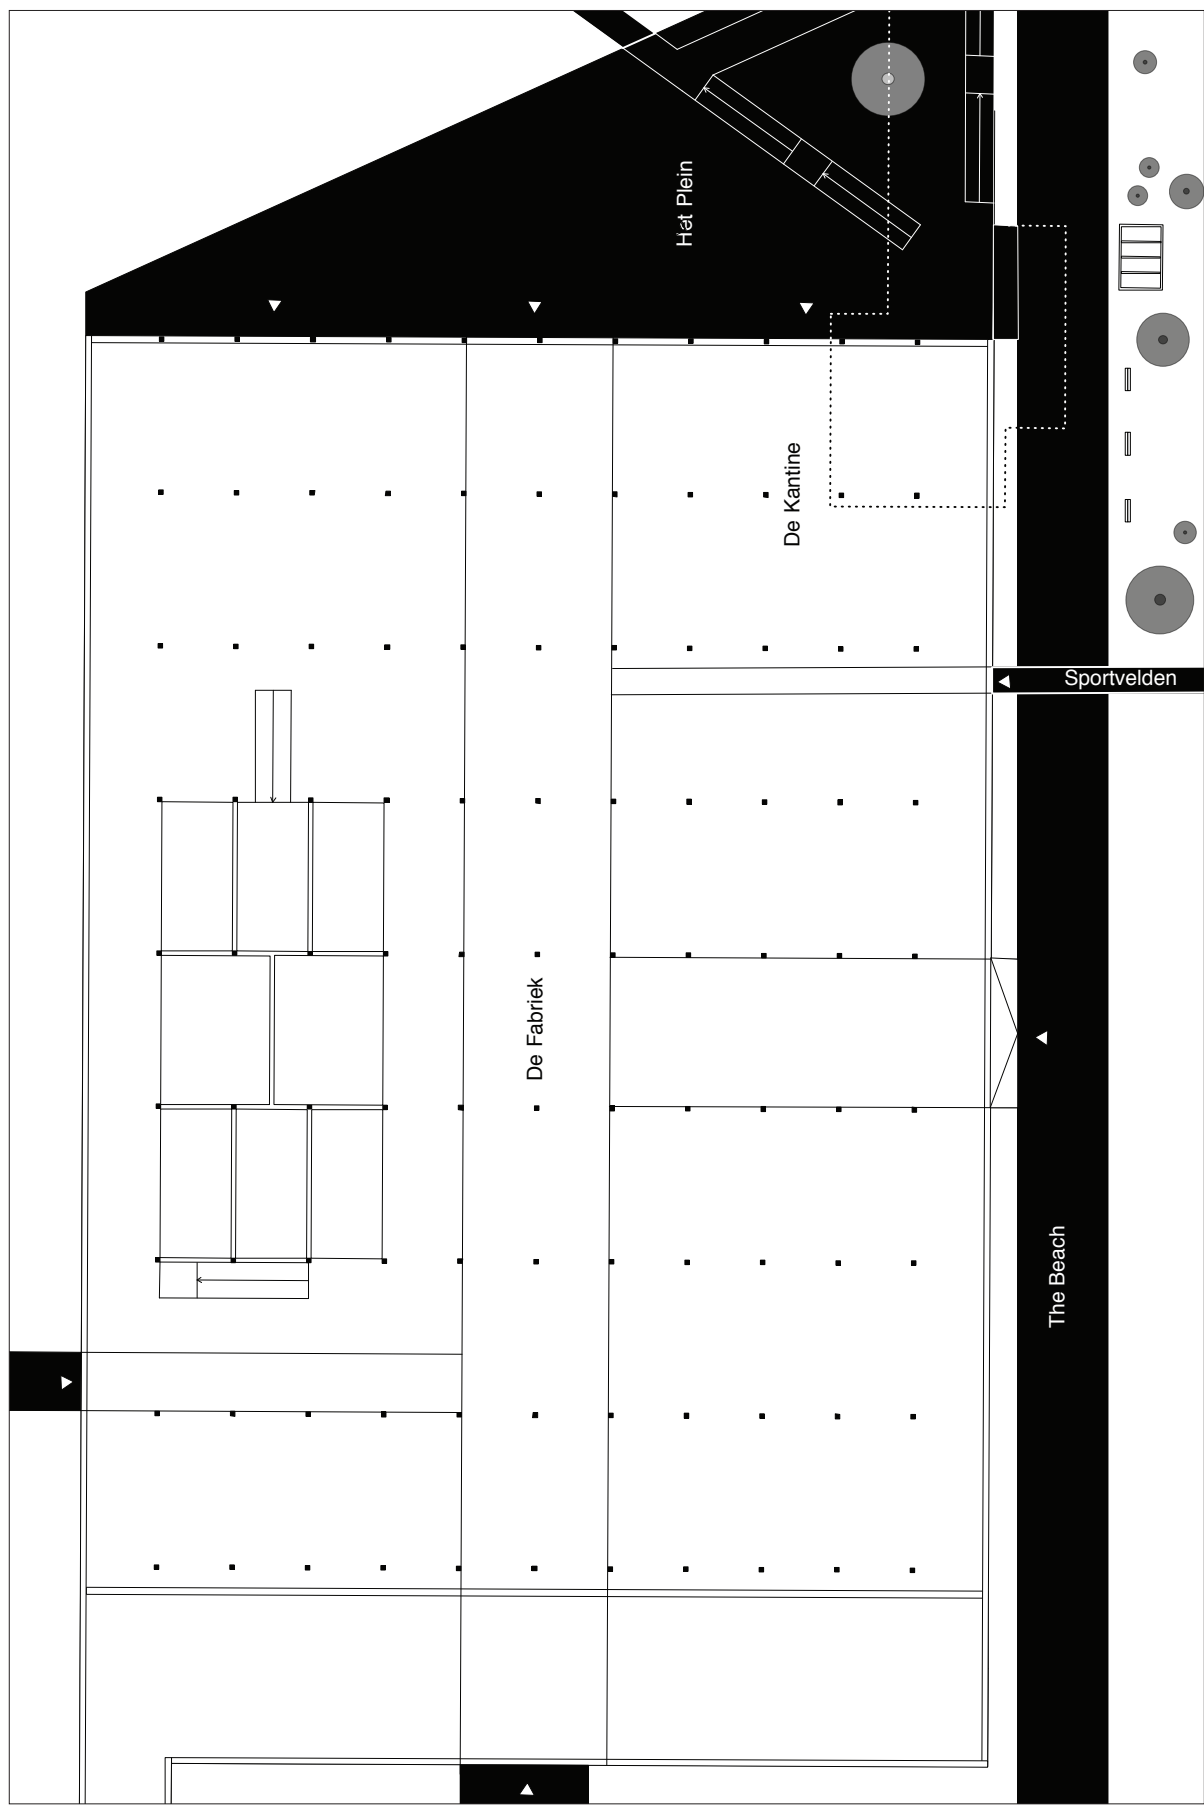 Het Plein
De Kantine
Sportvelden
De Fabriek
The Beach